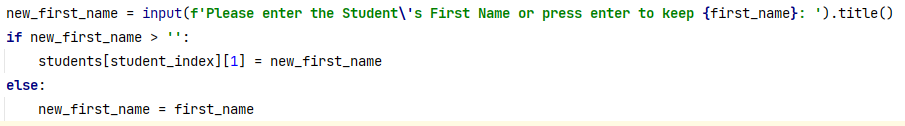 new_first_name = input(f'Please enter the Student\'s First Name or press enter to keep {first_name}: ').title()
if new_first_name > '':
    students[student_index][1] = new_first_name
else:
    new_first_name = first_name